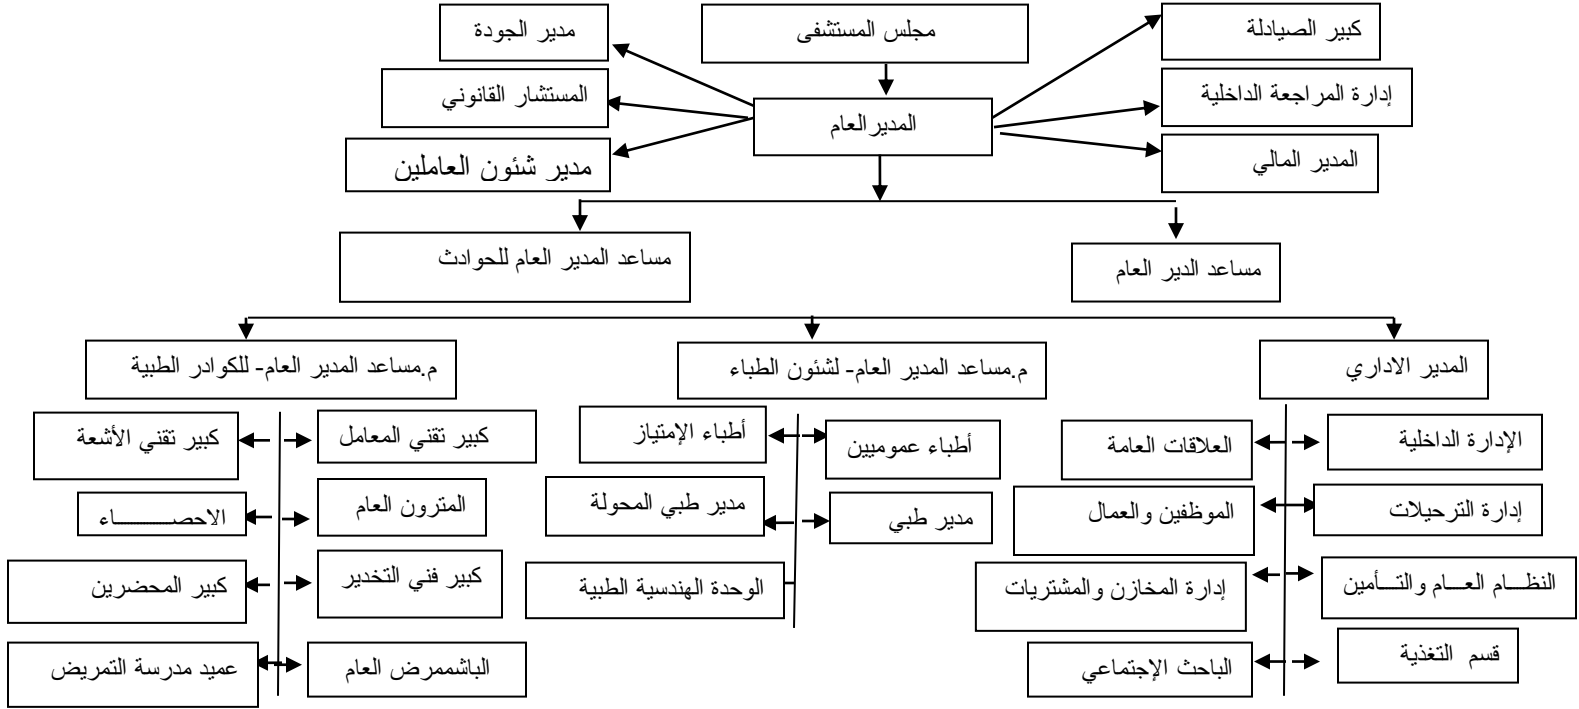 كبير الصيادلة
مجلس المستشفى
مدير الجودة
إدارة المراجعة الداخلية
المستشار القانوني
المديرالعام
المدير المالي
مدير شئون العاملين
مساعد الدير العام
مساعد المدير العام للحوادث
المدير الاداري
م.مساعد المدير العام- لشئون الطباء
م.مساعد المدير العام- للكوادر الطبية
الإدارة الداخلية
العلاقات العامة
إدارة الترحيلات
الموظفين والعمال
النظـــام العـــام والتـــأمين
إدارة المخازن والمشتريات
قسم التغذية
الباحث الإجتماعي
أطباء عموميين
أطباء الإمتياز
مدير طبي
مدير طبي المحولة
الوحدة الهندسية الطبية
كبير تقني المعامل
كبير تقني الأشعة
المترون العام
الاحصـــــــــــاء
كبير فني التخدير
كبير المحضرين
الباشممرض العام
عميد مدرسة التمريض